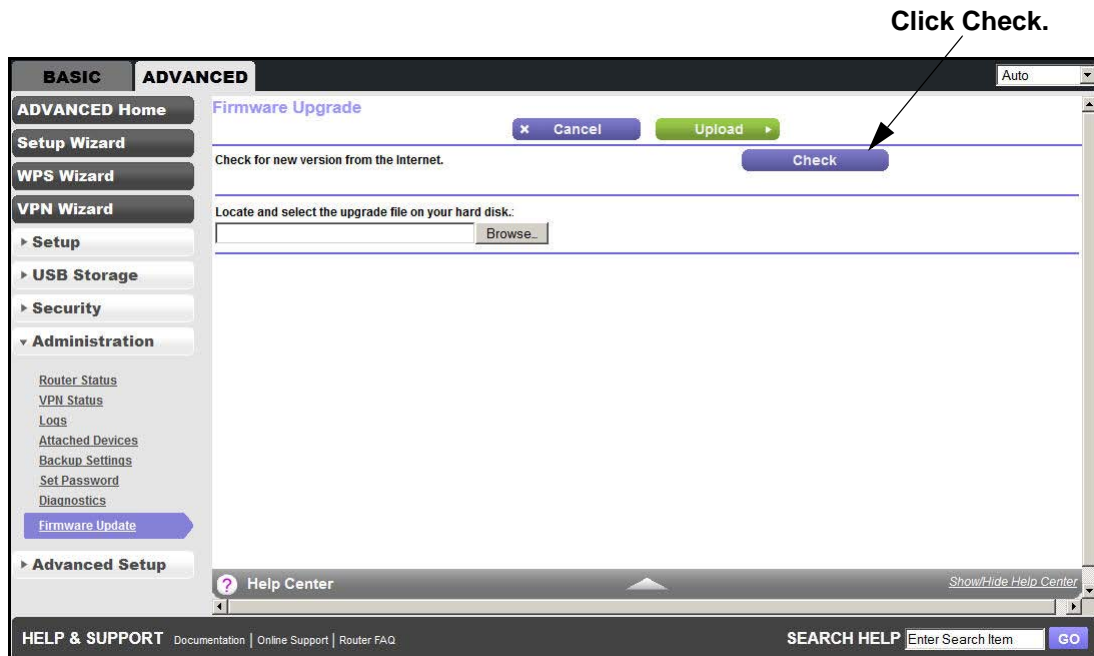 Click Check.
BASIC
ADVANCED
Auto
ADVANCED Home
Setup Wizard
WPS Wizard
VPN Wizard
Setup
USB Storage
Security
Administration
Router Status
VPN Status
Logs
Attached Devices
Backup Settings
Set Password
Diagnostics
Firmware Update
Advanced Setup
Firmware Upgrade
x Cancel
Upload
Check for new version from the Internet.
Check
Locate and select the upgrade file on your hard disk.:
Browse..
? Help Center
Show/Hide Help Center
HELP & SUPPORT Documentation | Online Support | Router FAQ
SEARCH HELP Enter Search Item GO